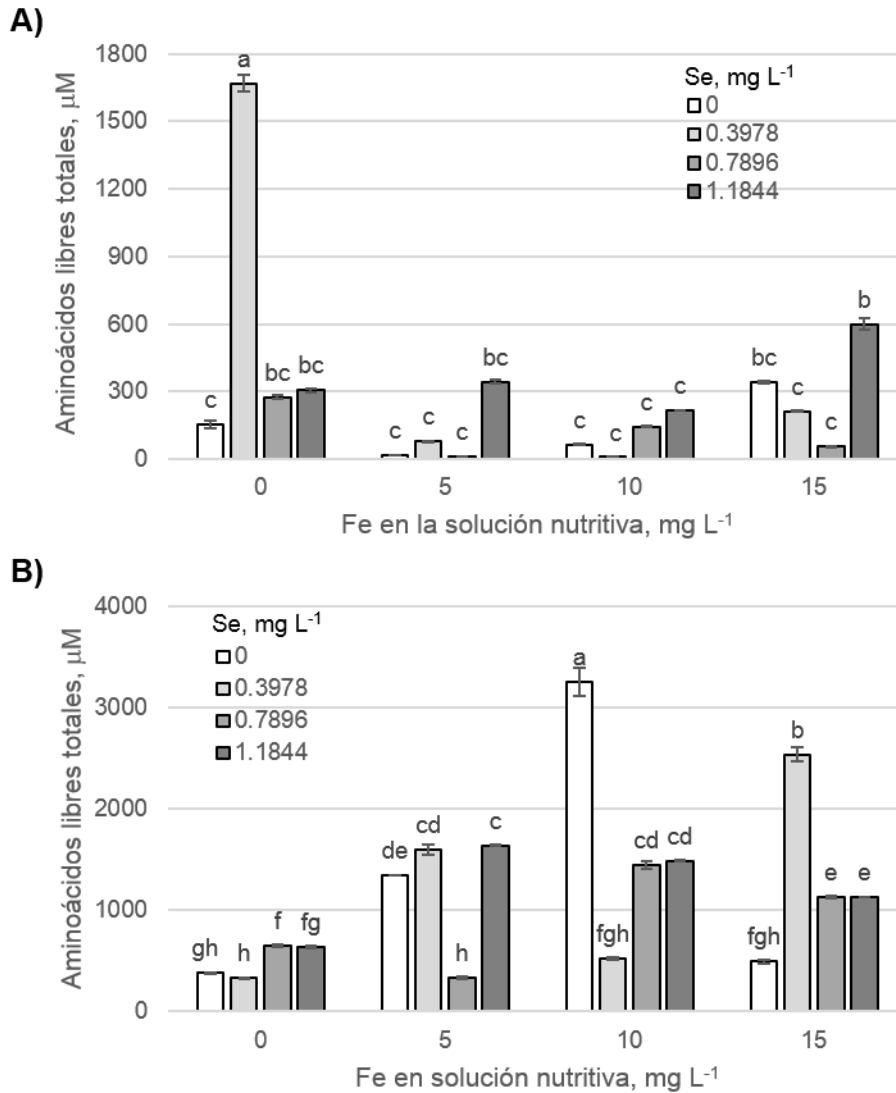 A)
Aminoácidos libres totales, µM
1800
1500
1200
900
600
300
0
Se, mg L-1
0
0.3978
0.7896
1.1844
c a bc bc
c c c bc
c c c c
bc c c b
0 5 10 15
Fe en la solución nutritiva, mg L-1
B)
Aminoácidos libres totales, µM
4000
3000
2000
1000
0
Se, mg L-1
0
0.3978
0.7896
1.1844
gh h f fg
de cd h c
a fgh cd cd
fgh b e e
0 5 10 15
Fe en solución nutritiva, mg L-1